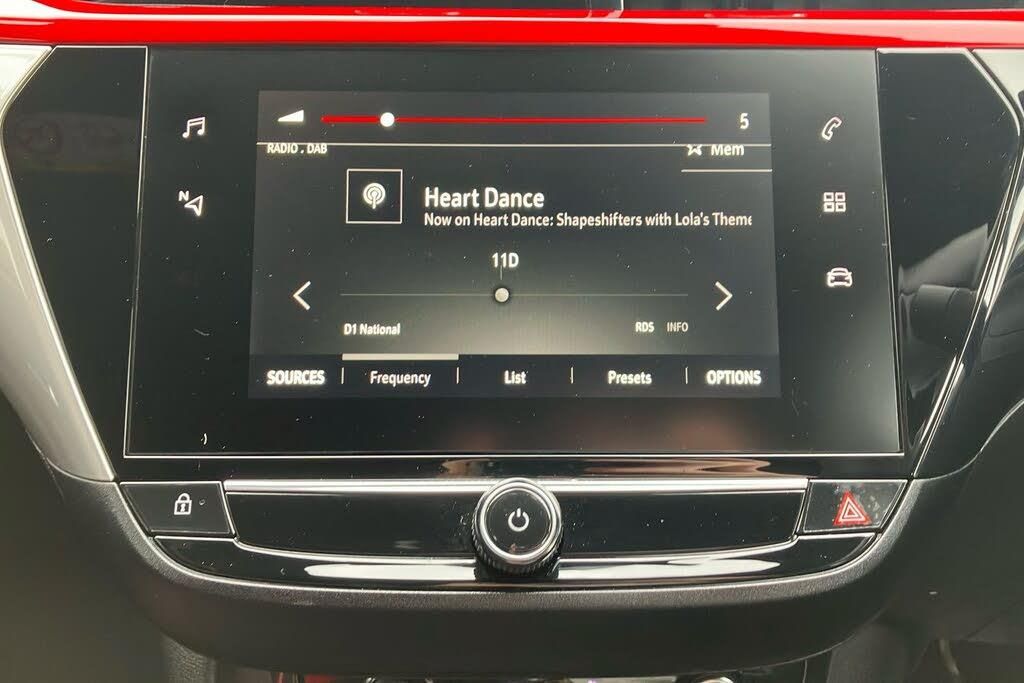 5
RADIO . DAB
Mem
Heart Dance
Now on Heart Dance: Shapeshifters with Lola's Theme
11D
D1 National
RDS INFO
SOURCES Frequency List Presets OPTIONS
N